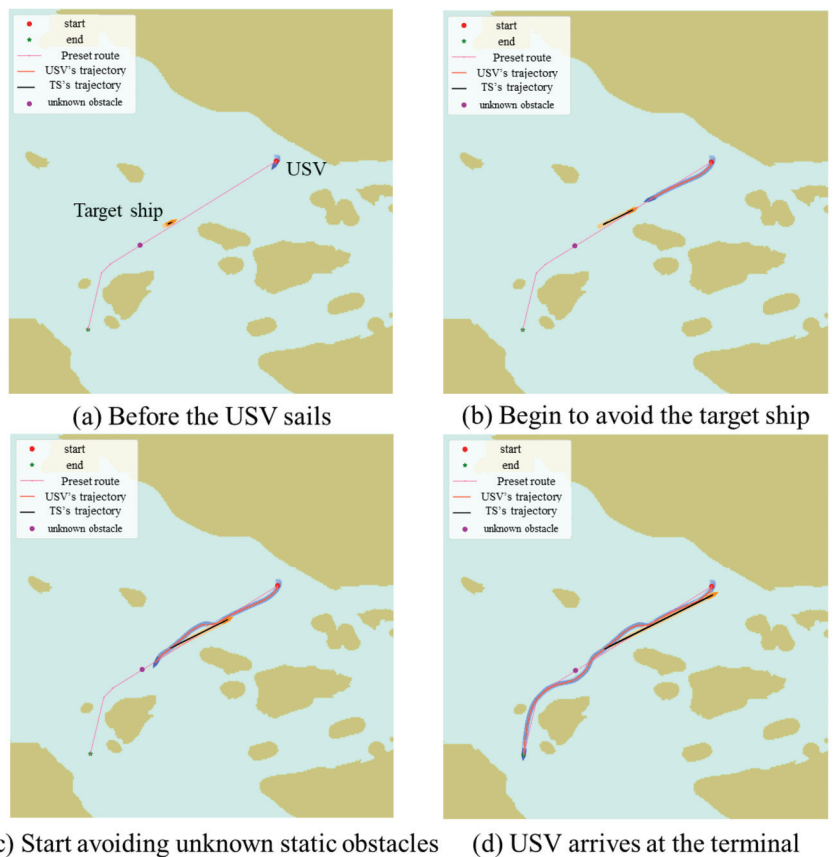 start
end
Preset route
USV's trajectory
TS's trajectory
unknown obstacle
USV
Target ship
(a) Before the USV sails
start
end
Preset route
USV's trajectory
TS's trajectory
unknown obstacle
(b) Begin to avoid the target ship
start
end
Preset route
USV's trajectory
TS's trajectory
unknown obstacle
c) Start avoiding unknown static obstacles
start
end
Preset route
USV's trajectory
TS's trajectory
unknown obstacle
(d) USV arrives at the terminal